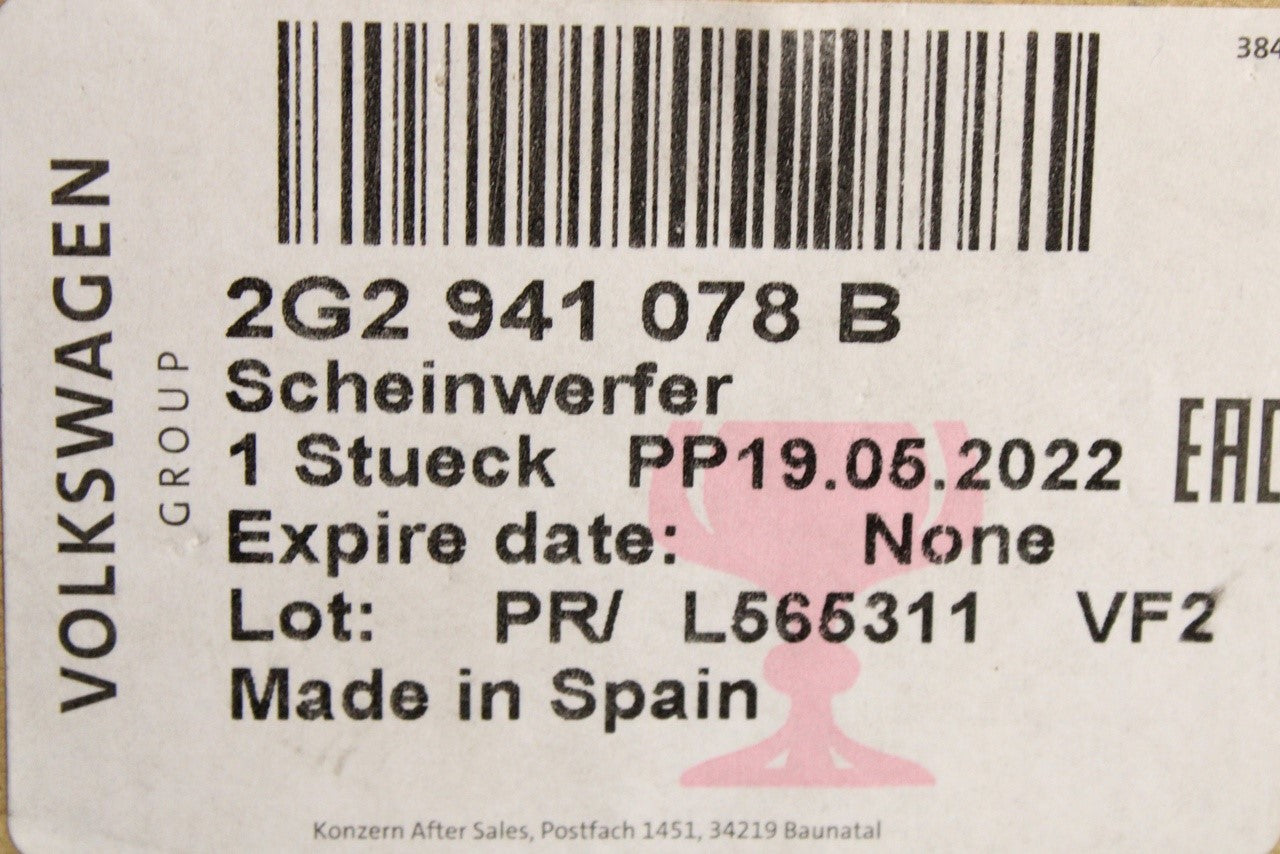 384
VOLKSWAGEN
GROUP
2G2 941 078 B
Scheinwerfer
1 Stueck PP19.05.2022
EAC
Expire date: None
Lot: PR/ L565311 VF2
Made in Spain
Konzern After Sales, Postfach 1451, 34219 Baunatal